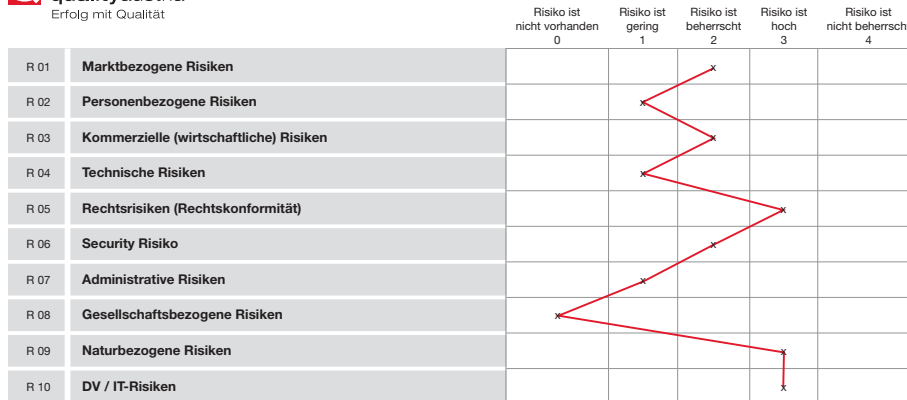 Erfolg mit Qualität
Risiko ist
nicht vorhanden
0
Risiko ist
gering
1
Risiko ist
beherrscht
2
Risiko ist
hoch
3
Risiko ist
nicht beherrscht
4
R 01 Marktbezogene Risiken
R 02 Personenbezogene Risiken
R 03 Kommerzielle (wirtschaftliche) Risiken
R 04 Technische Risiken
R 05 Rechtsrisiken (Rechtskonformität)
R 06 Security Risiko
R 07 Administrative Risiken
R 08 Gesellschaftsbezogene Risiken
R 09 Naturbezogene Risiken
R 10 DV / IT-Risiken